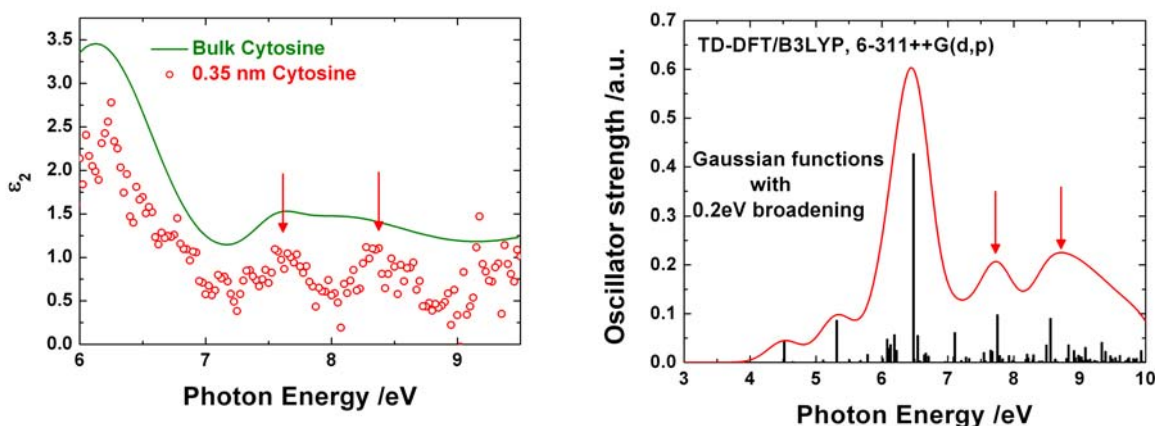 3.5
3.0
2.5
2.0
1.5
1.0
0.5
0.0
ε2
Bulk Cytosine
0.35 nm Cytosine
6 7 8 9
Photon Energy /eV
0.7
0.6
0.5
0.4
0.3
0.2
0.1
0.0
Oscillator strength /a.u.
TD-DFT/B3LYP, 6-311++G(d,p)
Gaussian functions
with
0.2eV broadening
3 4 5 6 7 8 9 10
Photon Energy /eV